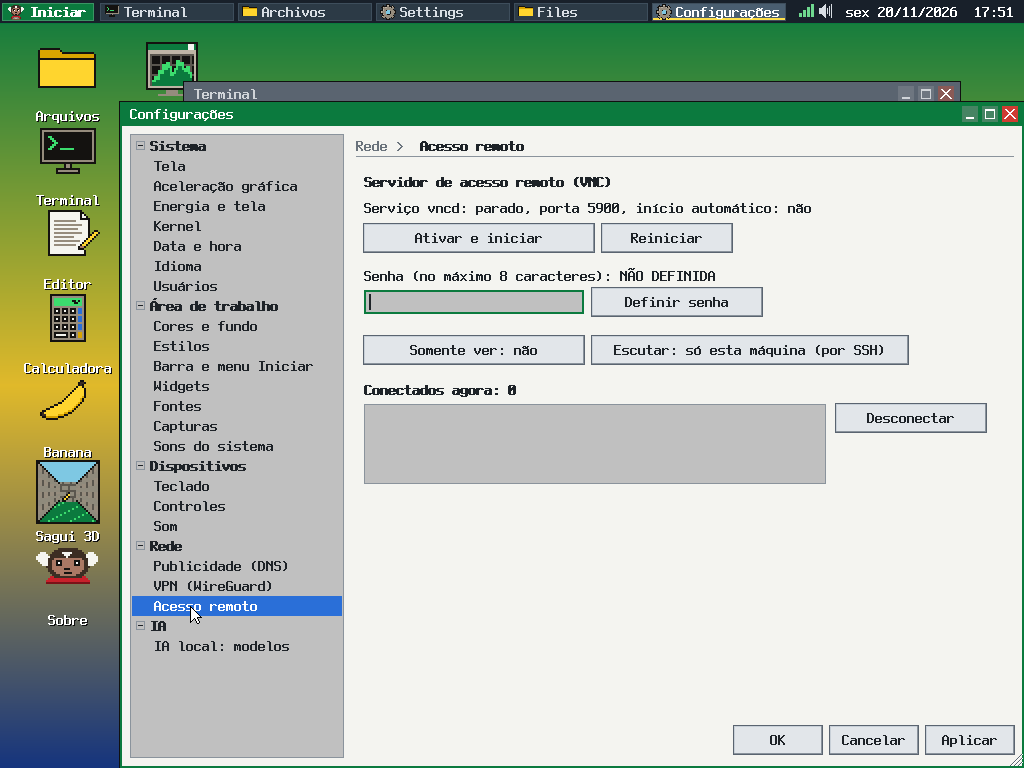 Iniciar
Terminal
Archivos
Settings
Files
Configurações
sex 20/11/2026 17:51
Arquivos
Terminal
Editor
Calculadora
Banana
Sagui 3D
Sobre
Terminal
Configurações
Sistema
Tela
Aceleração gráfica
Energia e tela
Kernel
Data e hora
Idioma
Usuários
Área de trabalho
Cores e fundo
Estilos
Barra e menu Iniciar
Widgets
Fontes
Capturas
Sons do sistema
Dispositivos
Teclado
Controles
Som
Rede
Publicidade (DNS)
VPN (WireGuard)
Acesso remoto
IA
IA local: modelos
Rede > Acesso remoto
Servidor de acesso remoto (VNC)
Serviço vncd: parado, porta 5900, início automático: não
Ativar e iniciar
Reiniciar
Senha (no máximo 8 caracteres): NÃO DEFINIDA
Definir senha
Somente ver: não
Escutar: só esta máquina (por SSH)
Conectados agora: 0
Desconectar
OK
Cancelar
Aplicar